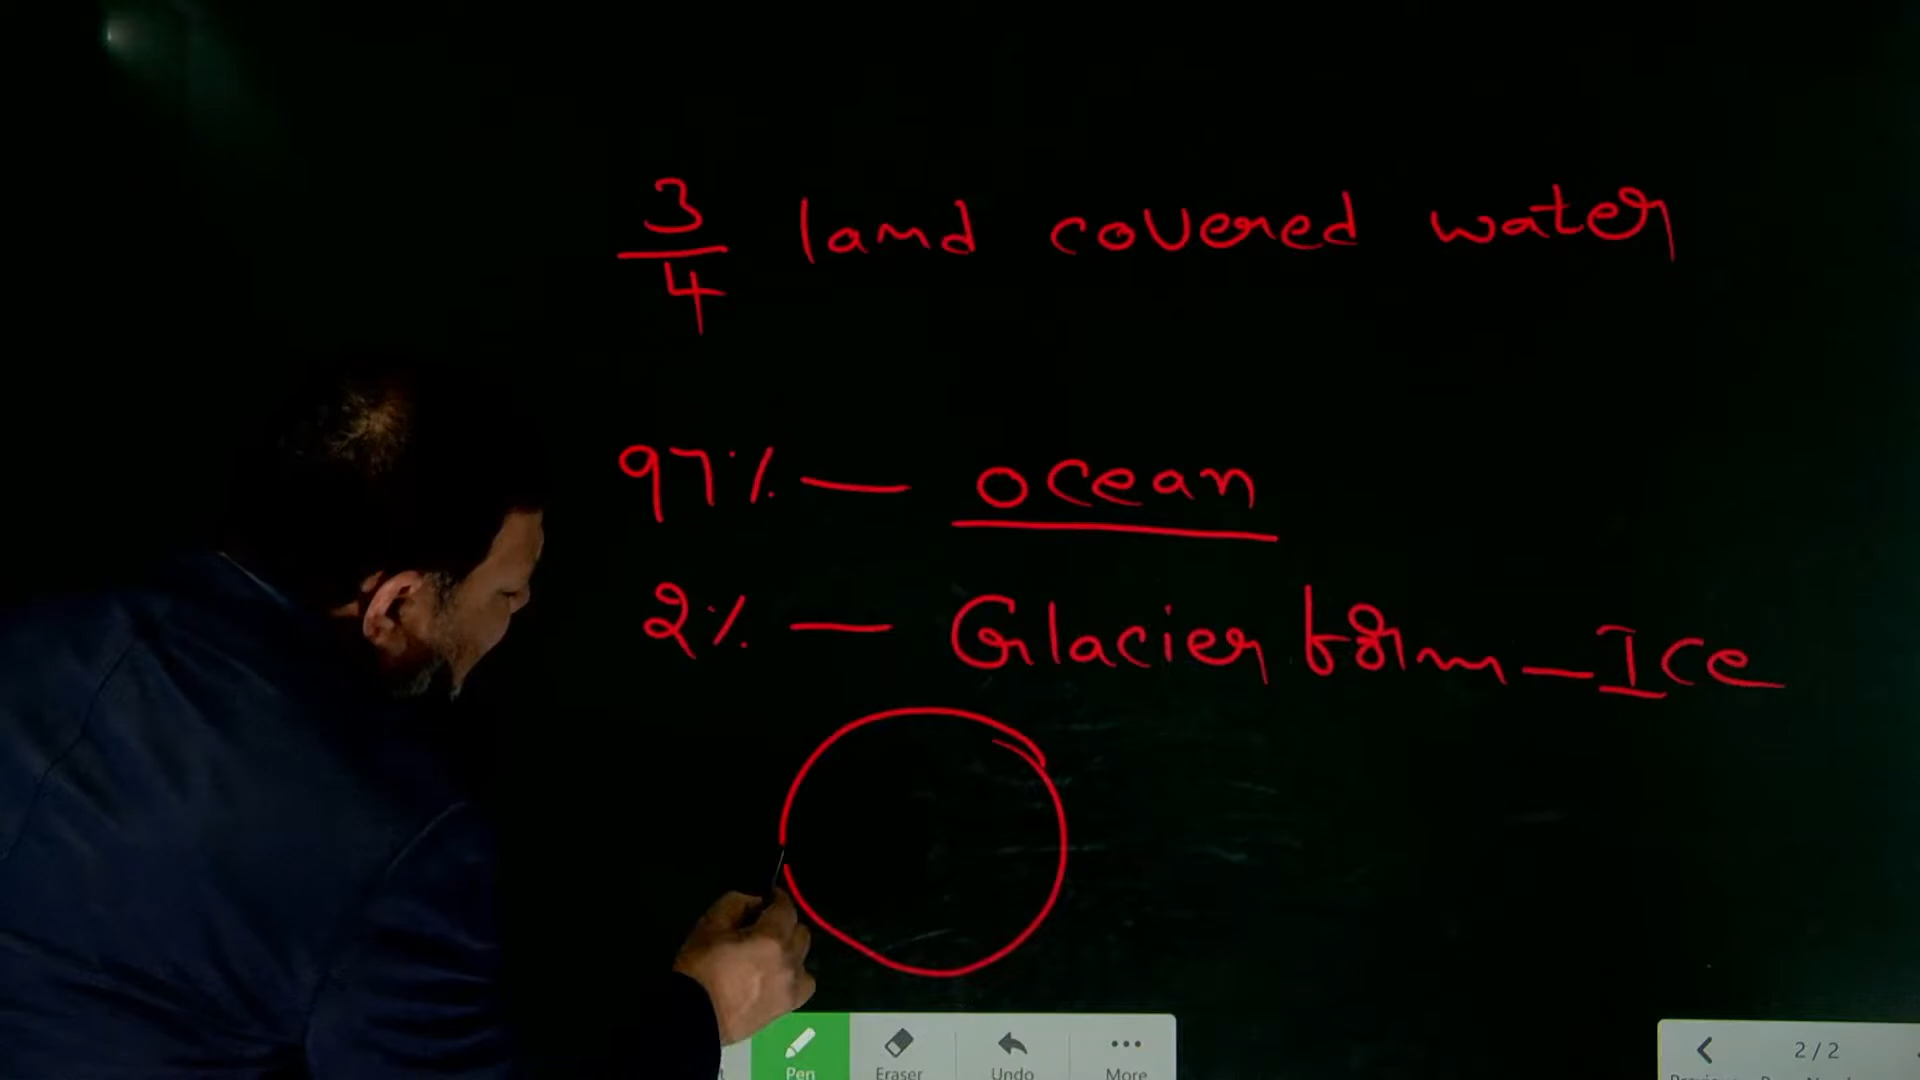 3/4 land covered water
97% — ocean
2% — Glacier form — Ice
Pen Eraser Undo More
2 / 2